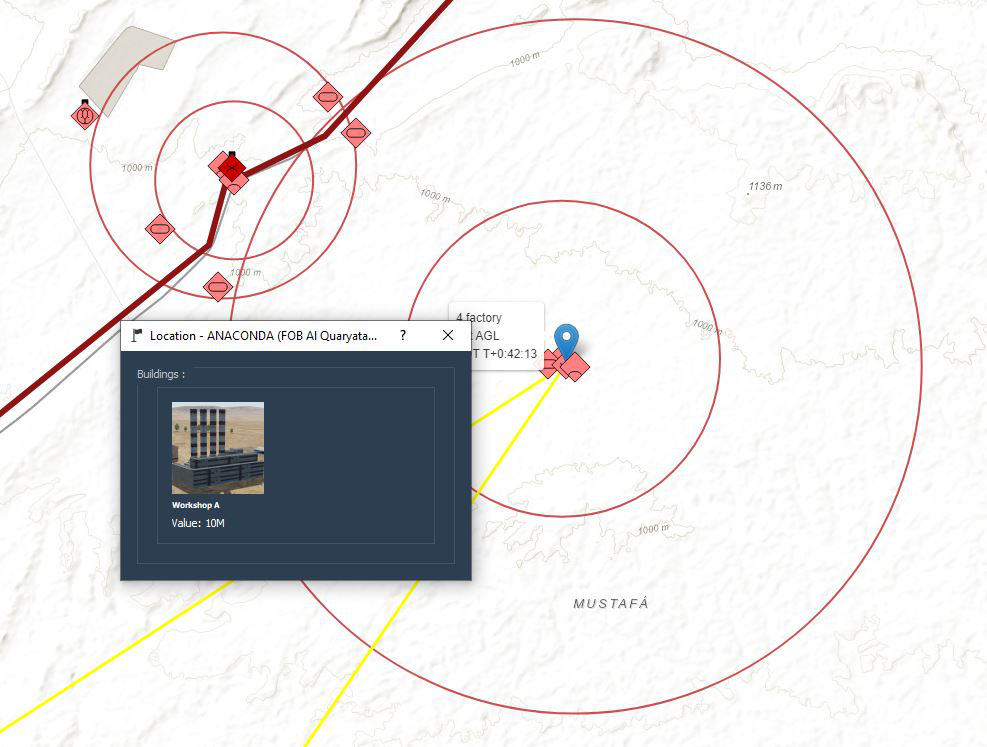 1000 m
1136 m
1000 m
1000 m
1000 m
1000 m
4 factory
AGL
T T+0:42:13
Location - ANACONDA (FOB Al Quaryata...
?
Buildings :
Workshop A
Value: 10M
1000 m
MUSTAFÁ